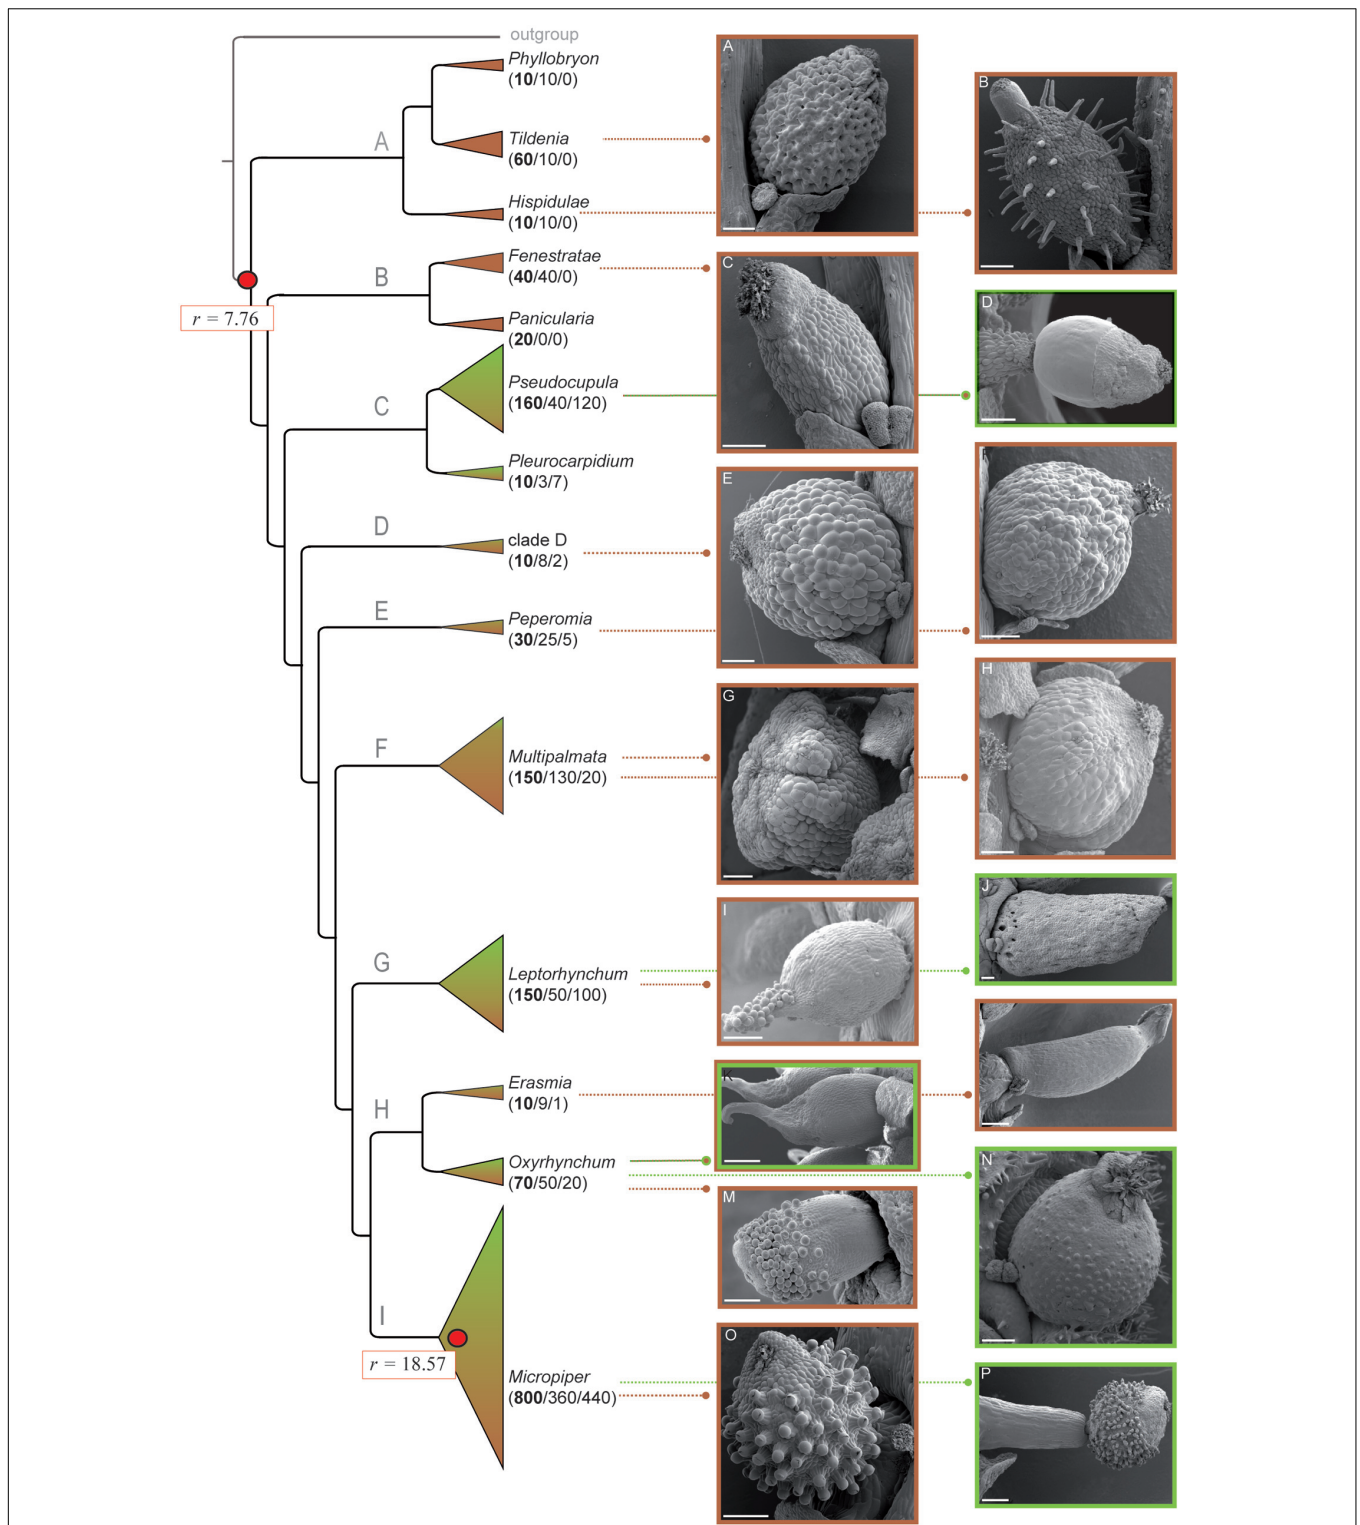 outgroup
Phyllobryon
(10/10/0)
A
Tildenia
(60/10/0)
Hispidulae
(10/10/0)
Fenestratae
(40/40/0)
B
Panicularia
(20/0/0)
r = 7.76
Pseudocupula
(160/40/120)
C
Pleurocarpidium
(10/3/7)
D
clade D
(10/8/2)
E
Peperomia
(30/25/5)
F
Multipalmata
(150/130/20)
G
Leptorhynchum
(150/50/100)
Erasmia
(10/9/1)
H
Oxyrhynchum
(70/50/20)
I
r = 18.57
Micropiper
(800/360/440)
A
B
C
D
E
G
H
I
J
K
M
N
O
P